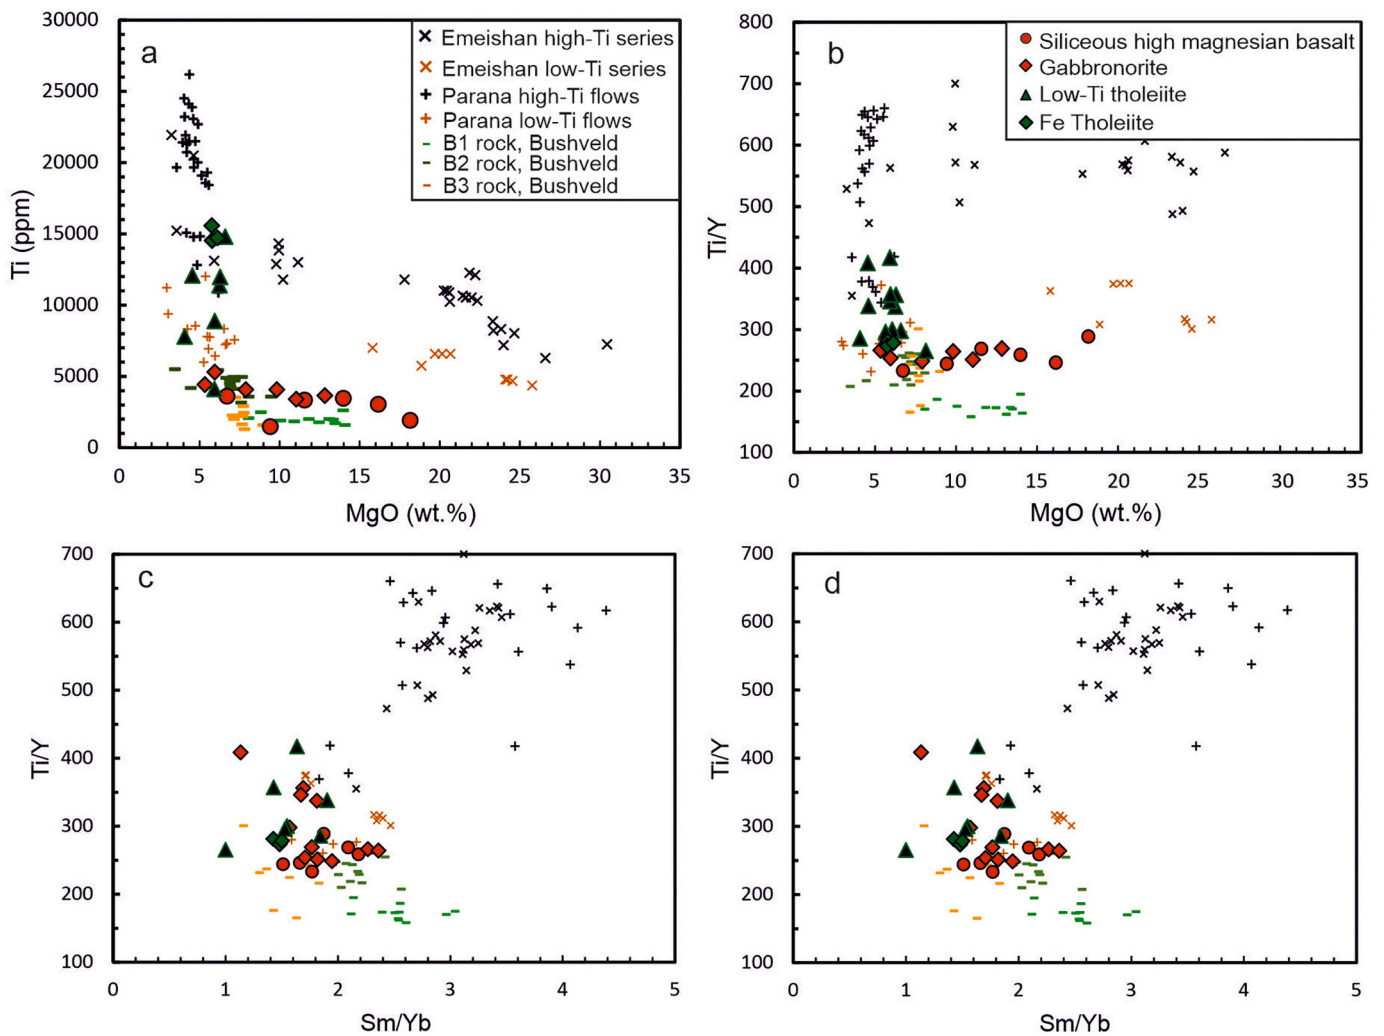 a
30000
25000
20000
15000
10000
5000
0
Ti (ppm)
0 5 10 15 20 25 30 35
MgO (wt.%)
Emeishan high-Ti series
Emeishan low-Ti series
Parana high-Ti flows
Parana low-Ti flows
B1 rock, Bushveld
B2 rock, Bushveld
B3 rock, Bushveld
b
800
700
600
500
400
300
200
100
Ti/Y
0 5 10 15 20 25 30 35
MgO (wt.%)
Siliceous high magnesian basalt
Gabbronorite
Low-Ti tholeiite
Fe Tholeiite
c
700
600
500
400
300
200
100
Ti/Y
0 1 2 3 4 5
Sm/Yb
d
700
600
500
400
300
200
100
Ti/Y
0 1 2 3 4 5
Sm/Yb